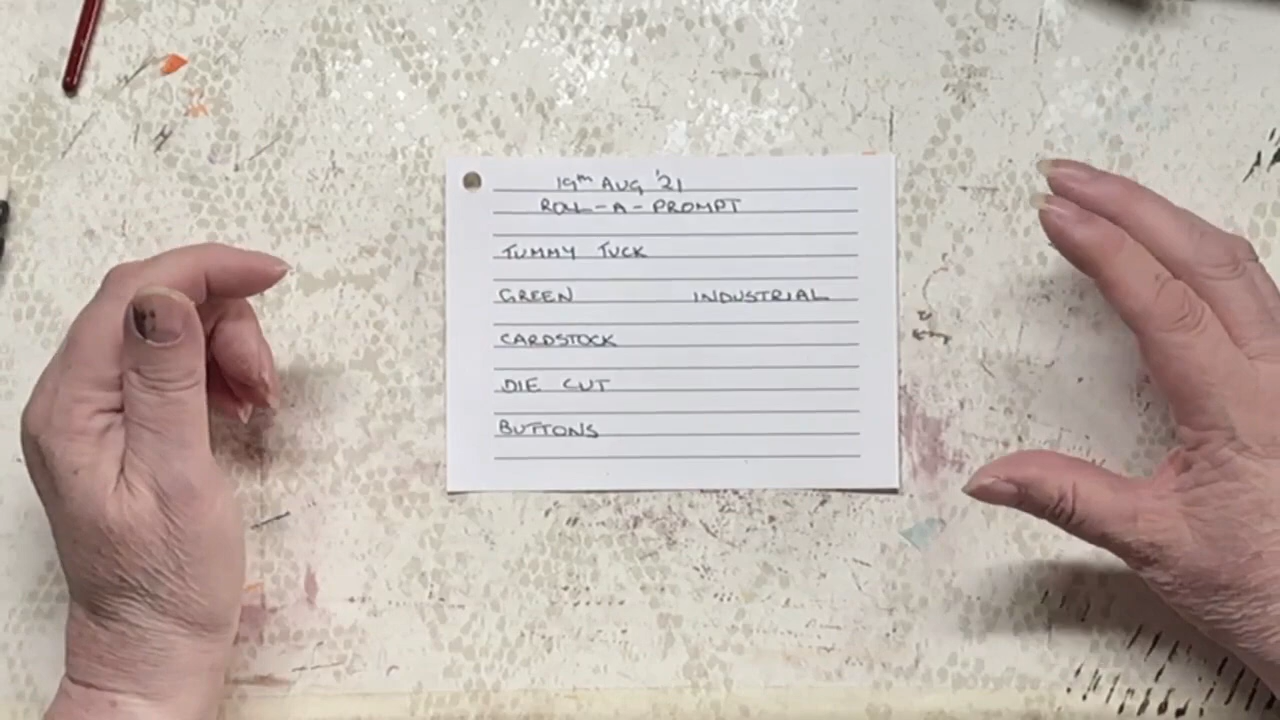 19th AUG '21
ROLL-A-PROMPT
TUMMY TUCK
GREEN INDUSTRIAL
CARDSTOCK
DIE CUT
BUTTONS